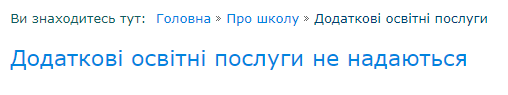 Ви знаходитесь тут: Головна » Про школу » Додаткові освітні послуги
Додаткові освітні послуги не надаються